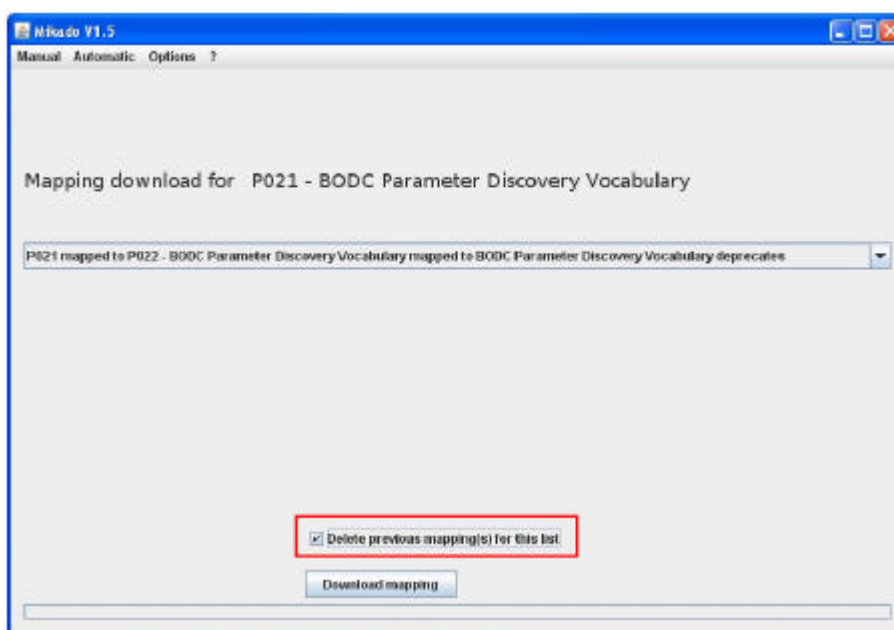 Mikado V1.5
Manual Automatic Options ?
Mapping download for P021 - BODC Parameter Discovery Vocabulary
P021 mapped to P022 - BODC Parameter Discovery Vocabulary mapped to BODC Parameter Discovery Vocabulary deprecates
Delete previous mapping(s) for this list
Download mapping